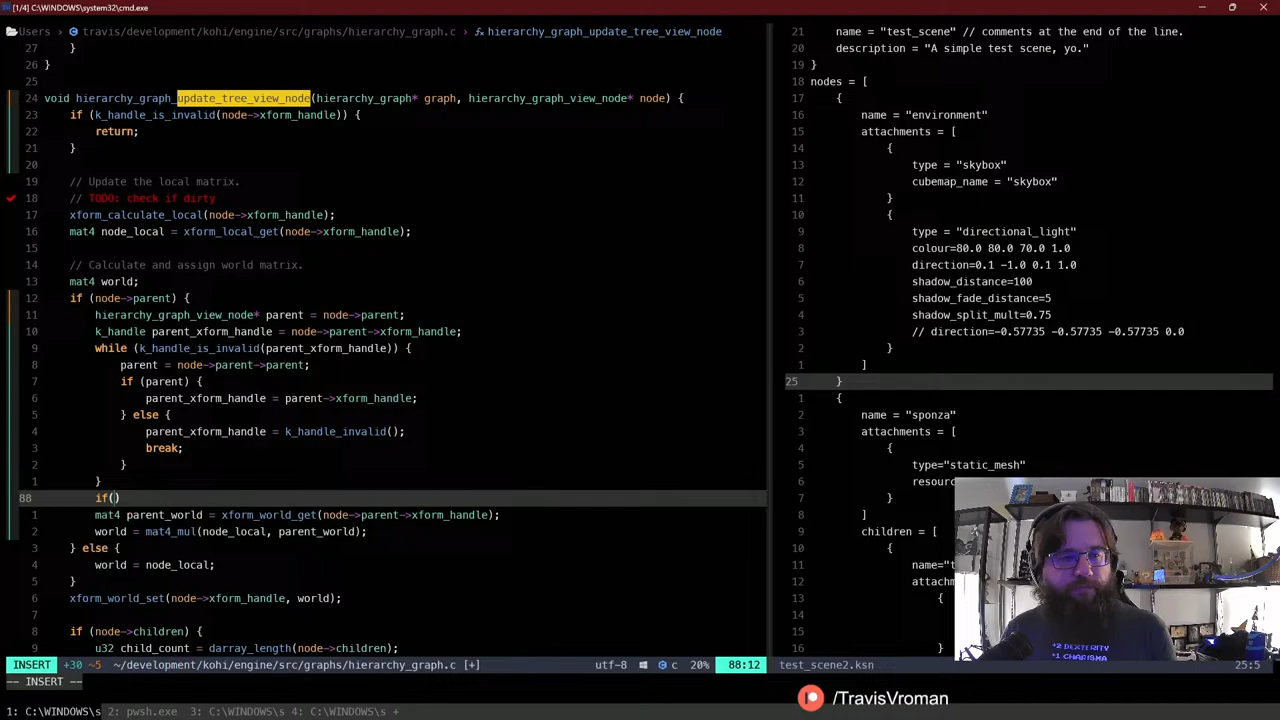 [1/4] C:\WINDOWS\system32\cmd.exe
Users > travis/development/kohi/engine/src/graphs/hierarchy_graph.c > hierarchy_graph_update_tree_view_node
27 }
26 }
25
24 void hierarchy_graph_update_tree_view_node(hierarchy_graph* graph, hierarchy_graph_view_node* node) {
23 if (k_handle_is_invalid(node->xform_handle)) {
22 return;
21 }
20
19 // Update the local matrix.
18 // TODO: check if dirty
17 xform_calculate_local(node->xform_handle);
16 mat4 node_local = xform_local_get(node->xform_handle);
15
14 // Calculate and assign world matrix.
13 mat4 world;
12 if (node->parent) {
11 hierarchy_graph_view_node* parent = node->parent;
10 k_handle parent_xform_handle = node->parent->xform_handle;
9 while (k_handle_is_invalid(parent_xform_handle)) {
8 parent = node->parent->parent;
7 if (parent) {
6 parent_xform_handle = parent->xform_handle;
5 } else {
4 parent_xform_handle = k_handle_invalid();
3 break;
2 }
1 }
88 if()
1 mat4 parent_world = xform_world_get(node->parent->xform_handle);
2 world = mat4_mul(node_local, parent_world);
3 } else {
4 world = node_local;
5 }
6 xform_world_set(node->xform_handle, world);
7
8 if (node->children) {
9 u32 child_count = darray_length(node->children);
INSERT +30 ~5 ~/development/kohi/engine/src/graphs/hierarchy_graph.c [+] utf-8 c 20% 88:12
-- INSERT --
21 name = "test_scene" // comments at the end of the line.
20 description = "A simple test scene, yo."
19 }
18 nodes = [
17 {
16 name = "environment"
15 attachments = [
14 {
13 type = "skybox"
12 cubemap_name = "skybox"
11 }
10 {
9 type = "directional_light"
8 colour=80.0 80.0 70.0 1.0
7 direction=0.1 -1.0 0.1 1.0
6 shadow_distance=100
5 shadow_fade_distance=5
4 shadow_split_mult=0.75
3 // direction=-0.57735 -0.57735 -0.57735 0.0
2 }
1 ]
25 }
1 {
2 name = "sponza"
3 attachments = [
4 {
5 type="static_mesh"
6
7 }
8 ]
9 children = [
10 {
11
12
13 {
14
15
16 }
test_scene2.ksn 25:5
*2 DEXTERITY
*1 CHARISMA
/TravisVroman
1: C:\WINDOWS\s 2: pwsh.exe 3: C:\WINDOWS\s 4: C:\WINDOWS\s +